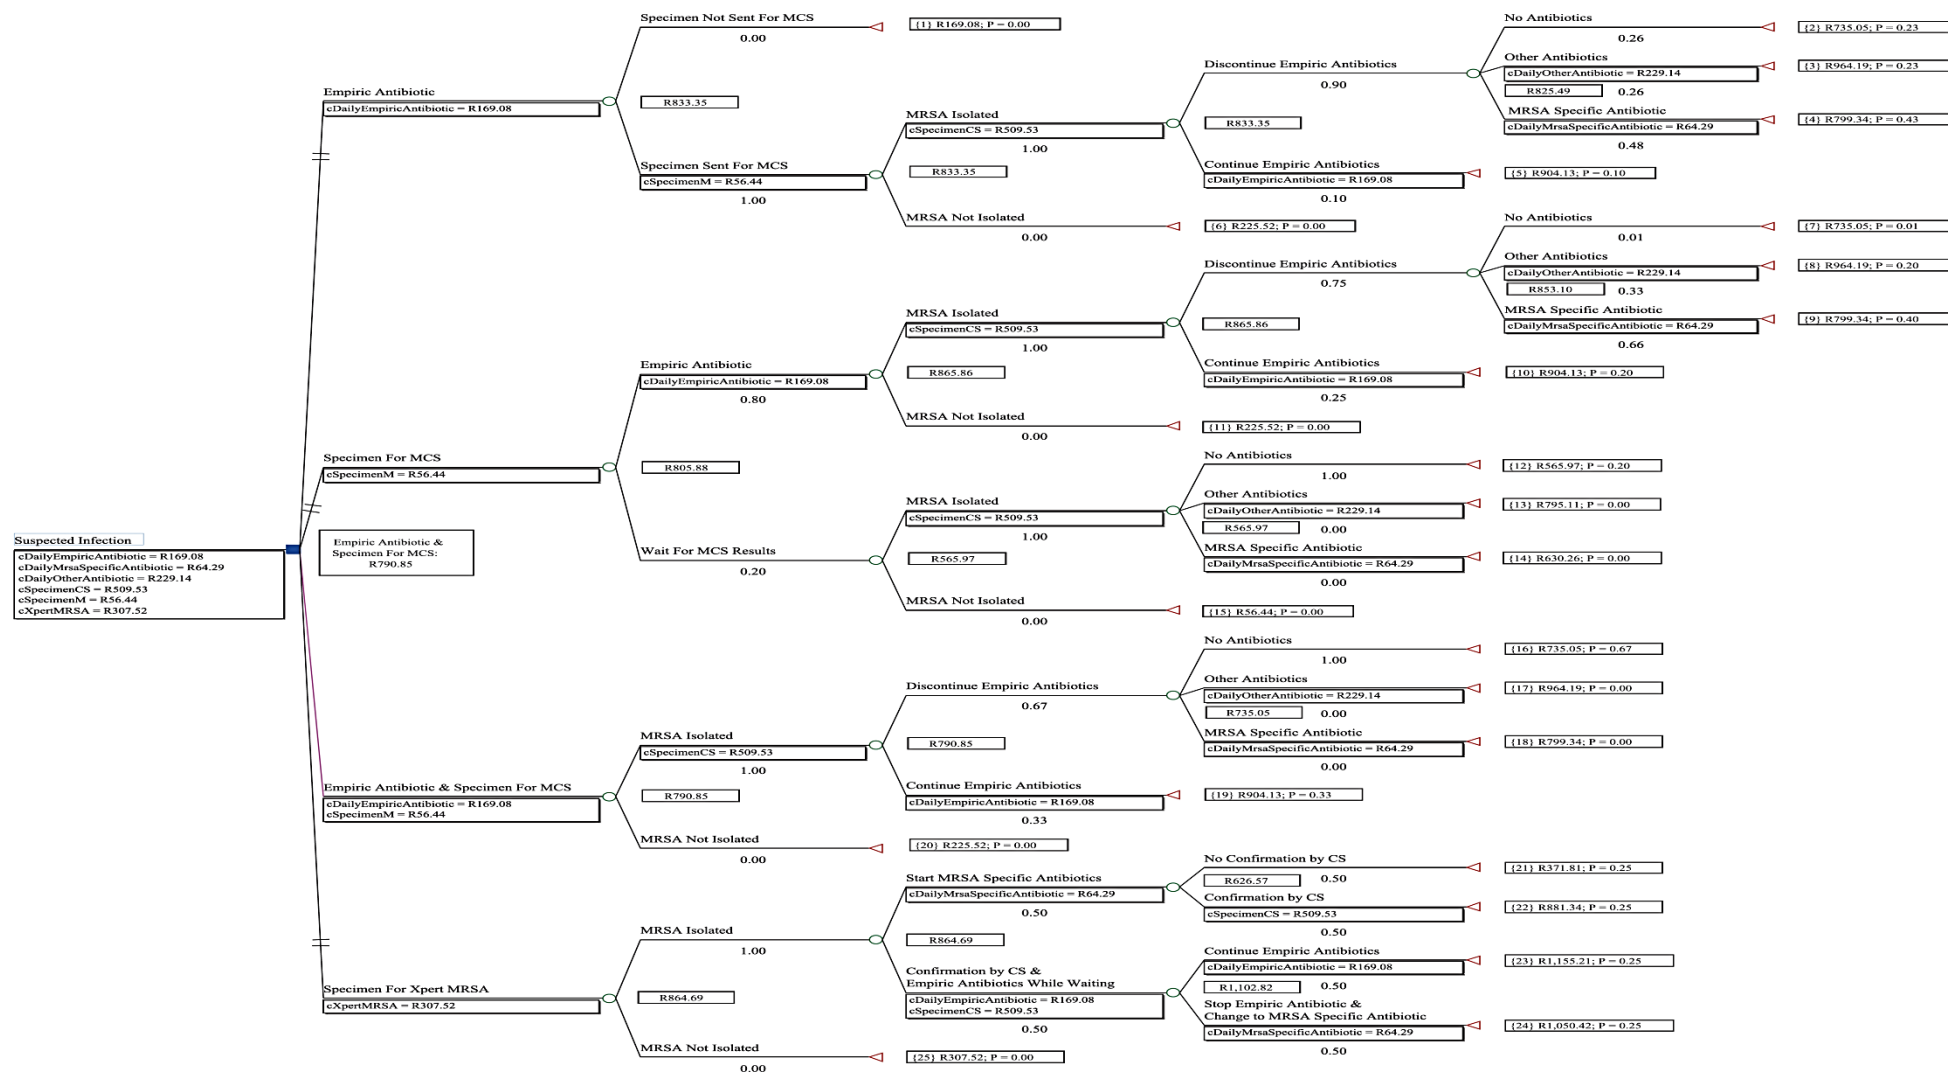 Suspected Infection
cDailyEmpiricAntibiotic = R169.08
cDailyMrsaSpecificAntibiotic = R64.29
cDailyOtherAntibiotic = R229.14
cSpecimenCS = R509.53
cSpecimenM = R56.44
cXpertMRSA = R307.52
Empiric Antibiotic &
Specimen For MCS:
R790.85
Empiric Antibiotic
cDailyEmpiricAntibiotic = R169.08
R833.35
Specimen Not Sent For MCS
0.00
{1} R169.08; P = 0.00
Specimen Sent For MCS
cSpecimenM = R56.44
1.00
R833.35
MRSA Isolated
cSpecimenCS = R509.53
1.00
R833.35
Discontinue Empiric Antibiotics
0.90
R825.49
No Antibiotics
0.26
{2} R735.05; P = 0.23
Other Antibiotics
cDailyOtherAntibiotic = R229.14
0.26
{3} R964.19; P = 0.23
MRSA Specific Antibiotic
cDailyMrsaSpecificAntibiotic = R64.29
0.48
{4} R799.34; P = 0.43
Continue Empiric Antibiotics
cDailyEmpiricAntibiotic = R169.08
0.10
{5} R904.13; P = 0.10
MRSA Not Isolated
0.00
{6} R225.52; P = 0.00
Specimen For MCS
cSpecimenM = R56.44
R805.88
Empiric Antibiotic
cDailyEmpiricAntibiotic = R169.08
0.80
R865.86
MRSA Isolated
cSpecimenCS = R509.53
1.00
R865.86
Discontinue Empiric Antibiotics
0.75
R853.10
No Antibiotics
0.01
{7} R735.05; P = 0.01
Other Antibiotics
cDailyOtherAntibiotic = R229.14
0.33
{8} R964.19; P = 0.20
MRSA Specific Antibiotic
cDailyMrsaSpecificAntibiotic = R64.29
0.66
{9} R799.34; P = 0.40
Continue Empiric Antibiotics
cDailyEmpiricAntibiotic = R169.08
0.25
{10} R904.13; P = 0.20
MRSA Not Isolated
0.00
{11} R225.52; P = 0.00
Wait For MCS Results
0.20
R565.97
MRSA Isolated
cSpecimenCS = R509.53
1.00
R565.97
No Antibiotics
1.00
{12} R565.97; P = 0.20
Other Antibiotics
cDailyOtherAntibiotic = R229.14
0.00
{13} R795.11; P = 0.00
MRSA Specific Antibiotic
cDailyMrsaSpecificAntibiotic = R64.29
0.00
{14} R630.26; P = 0.00
MRSA Not Isolated
0.00
{15} R56.44; P = 0.00
Empiric Antibiotic & Specimen For MCS
cDailyEmpiricAntibiotic = R169.08
cSpecimenM = R56.44
R790.85
MRSA Isolated
cSpecimenCS = R509.53
1.00
R790.85
Discontinue Empiric Antibiotics
0.67
R735.05
No Antibiotics
1.00
{16} R735.05; P = 0.67
Other Antibiotics
cDailyOtherAntibiotic = R229.14
0.00
{17} R964.19; P = 0.00
MRSA Specific Antibiotic
cDailyMrsaSpecificAntibiotic = R64.29
0.00
{18} R799.34; P = 0.00
Continue Empiric Antibiotics
cDailyEmpiricAntibiotic = R169.08
0.33
{19} R904.13; P = 0.33
MRSA Not Isolated
0.00
{20} R225.52; P = 0.00
Specimen For Xpert MRSA
cXpertMRSA = R307.52
R864.69
MRSA Isolated
1.00
R864.69
Start MRSA Specific Antibiotics
cDailyMrsaSpecificAntibiotic = R64.29
0.50
R626.57
No Confirmation by CS
0.50
{21} R371.81; P = 0.25
Confirmation by CS
cSpecimenCS = R509.53
0.50
{22} R881.34; P = 0.25
Confirmation by CS &
Empiric Antibiotics While Waiting
cDailyEmpiricAntibiotic = R169.08
cSpecimenCS = R509.53
0.50
R1,102.82
Continue Empiric Antibiotics
cDailyEmpiricAntibiotic = R169.08
0.50
{23} R1,155.21; P = 0.25
Stop Empiric Antibiotic &
Change to MRSA Specific Antibiotic
cDailyMrsaSpecificAntibiotic = R64.29
0.50
{24} R1,050.42; P = 0.25
MRSA Not Isolated
0.00
{25} R307.52; P = 0.00